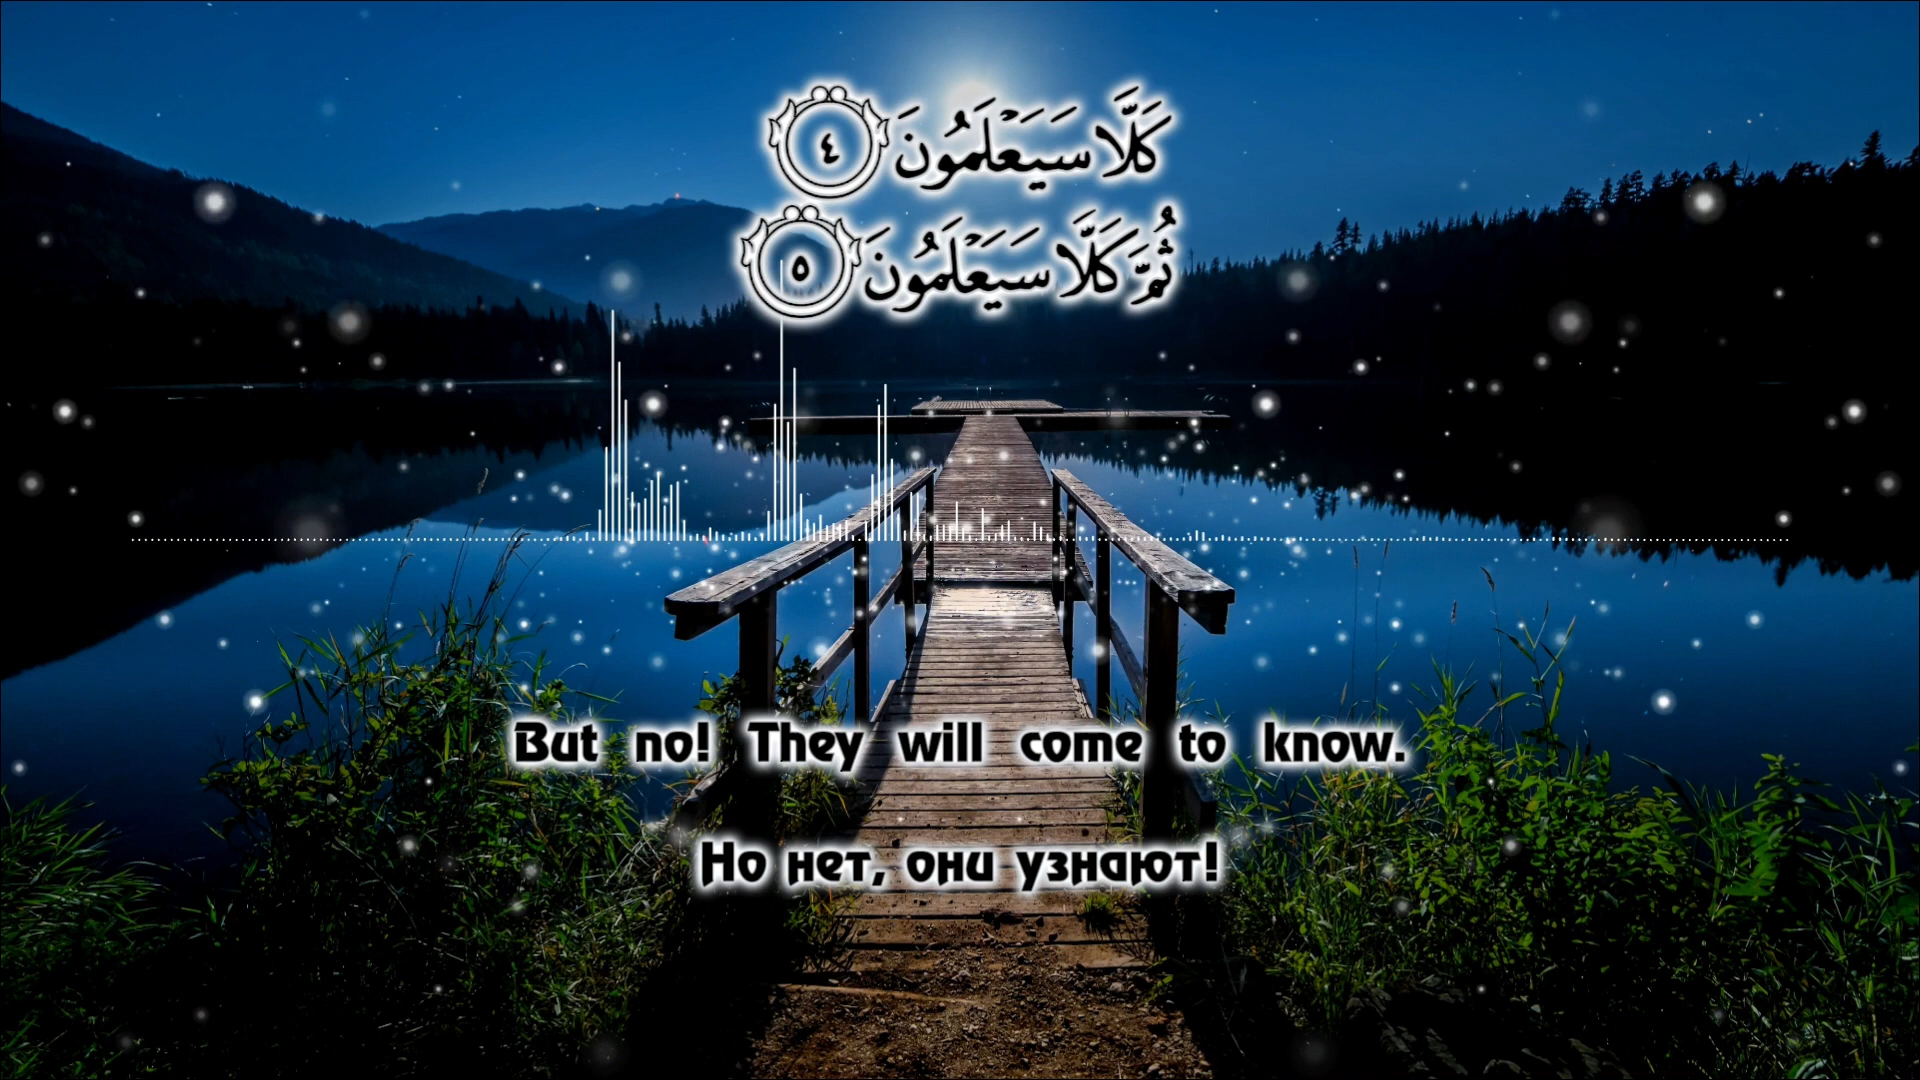 كَلَّا سَيَعْلَمُونَ ٤
ثُمَّ كَلَّا سَيَعْلَمُونَ ٥
But no! They will come to know.
Но нет, они узнают!